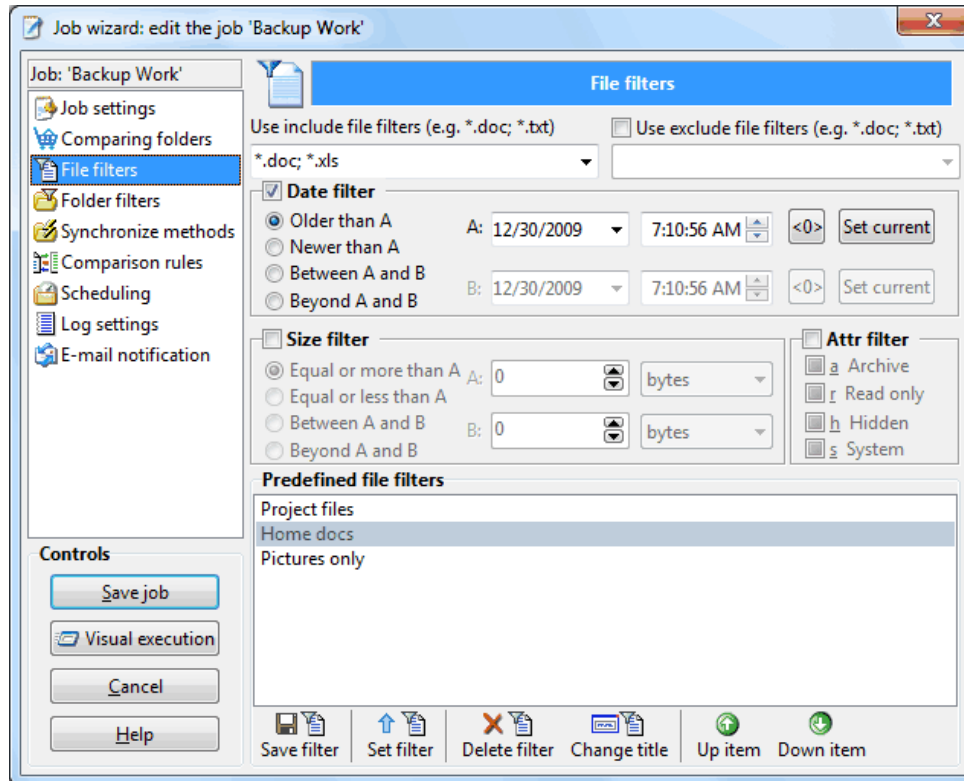 Job wizard: edit the job 'Backup Work'
Job: 'Backup Work'
Job settings
Comparing folders
File filters
Folder filters
Synchronize methods
Comparison rules
Scheduling
Log settings
E-mail notification
Controls
Save job
Visual execution
Cancel
Help
File filters
Use include file filters (e.g. *.doc; *.txt)
Use exclude file filters (e.g. *.doc; *.txt)
*.doc; *.xls
Date filter
Older than A
Newer than A
Between A and B
Beyond A and B
A: 12/30/2009 7:10:56 AM <0> Set current
B: 12/30/2009 7:10:56 AM <0> Set current
Size filter
Equal or more than A
Equal or less than A
Between A and B
Beyond A and B
A: 0 bytes
B: 0 bytes
Attr filter
a Archive
r Read only
h Hidden
s System
Predefined file filters
Project files
Home docs
Pictures only
Save filter Set filter Delete filter Change title Up item Down item